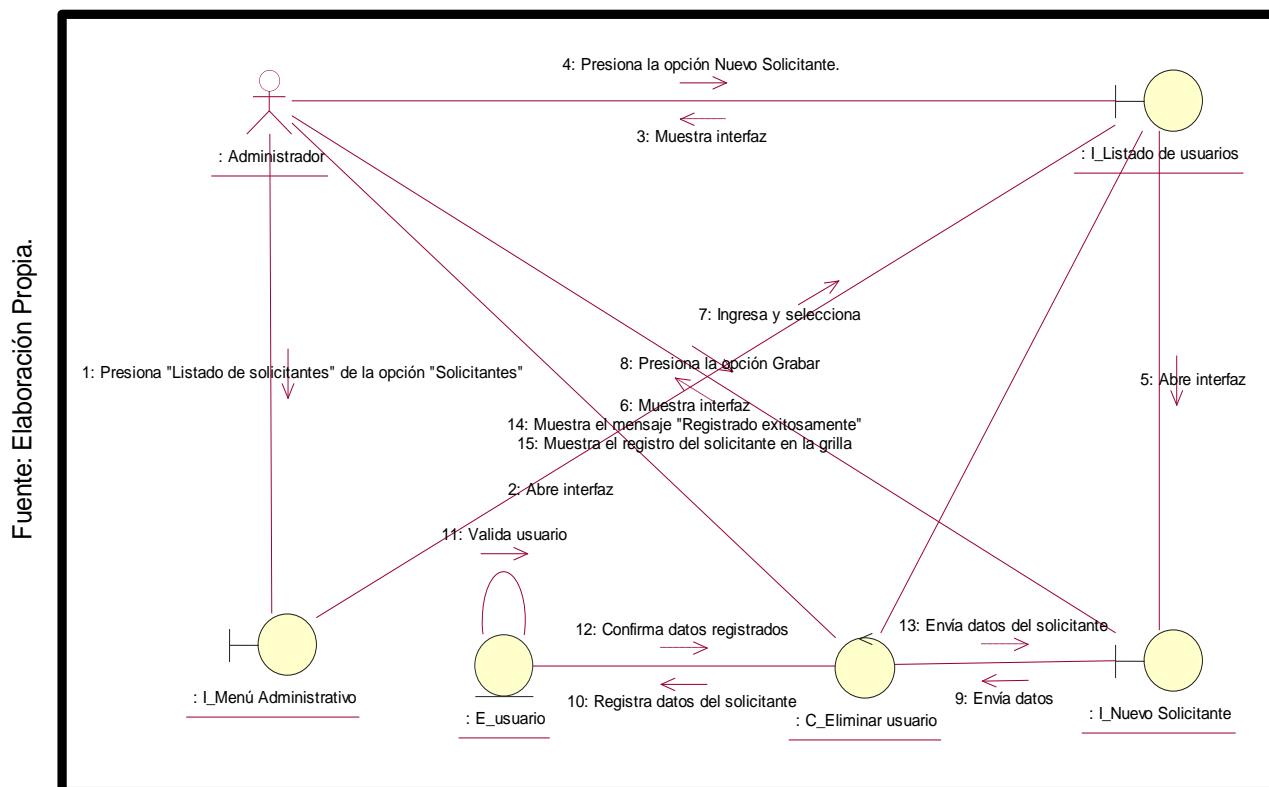 4: Presiona la opción Nuevo Solicitante.
3: Muestra interfaz
: Administrador
: I_Listado de usuarios
Fuente: Elaboración Propia.
7: Ingresa y selecciona
1: Presiona "Listado de solicitantes" de la opción "Solicitantes"
8: Presiona la opción Grabar
5: Abre interfaz
6: Muestra interfaz
14: Muestra el mensaje "Registrado exitosamente"
15: Muestra el registro del solicitante en la grilla
2: Abre interfaz
11: Valida usuario
12: Confirma datos registrados
13: Envía datos del solicitante
: I_Menú Administrativo
10: Registra datos del solicitante
9: Envía datos
: E_usuario
: C_Eliminar usuario
: I_Nuevo Solicitante